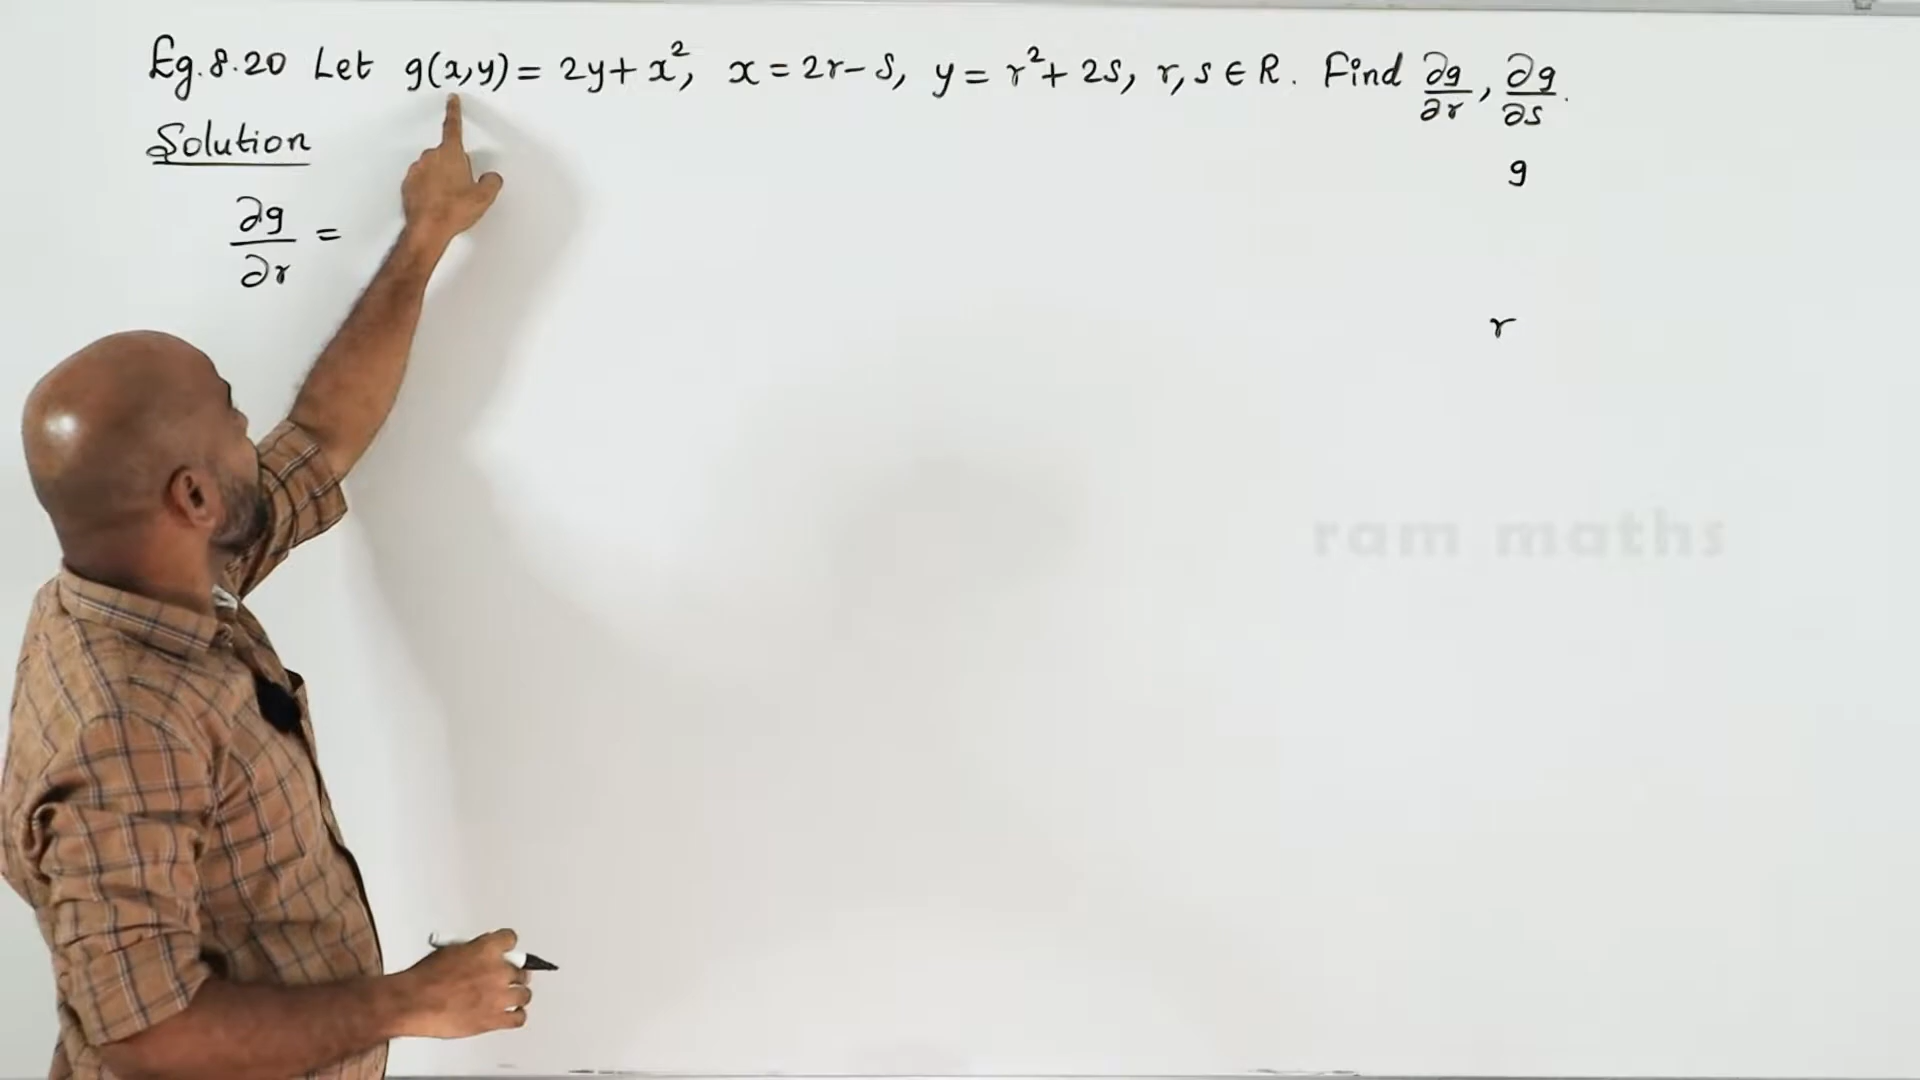 Eg. 8.20 Let g(x,y) = 2y + x², x = 2r - s, y = r² + 2s, r, s ∈ R. Find ∂g/∂r, ∂g/∂s.
Solution
g
∂g/∂r =
r
ram maths